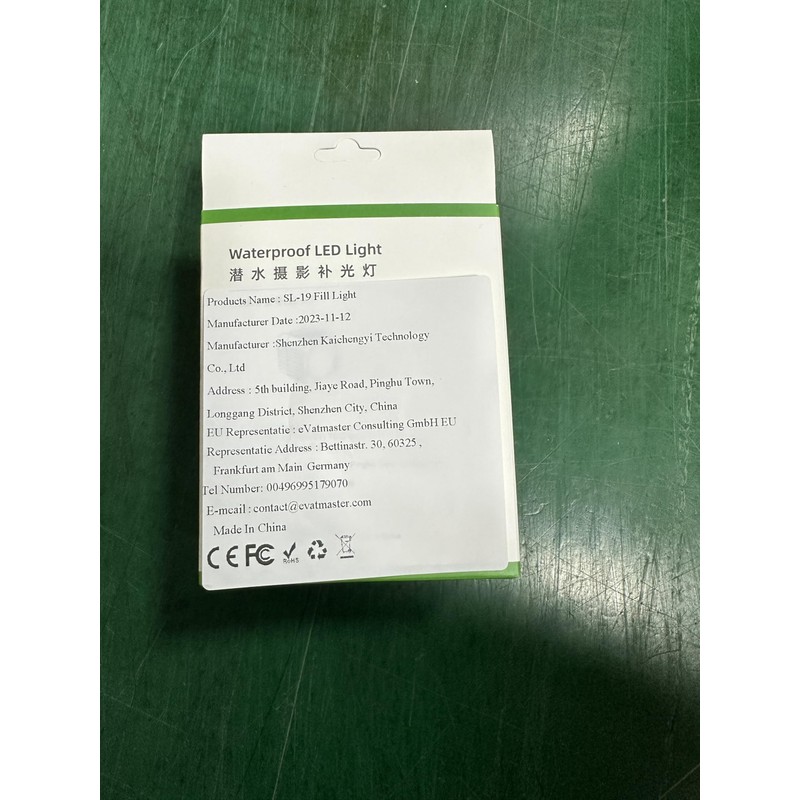 Waterproof LED Light
潜水摄影补光灯
Products Name : SL-19 Fill Light
Manufacturer Date :2023-11-12
Manufacturer :Shenzhen Kaichengyi Technology
Co., Ltd
Address : 5th building, Jiaye Road, Pinghu Town,
Longgang District, Shenzhen City, China
EU Representatie : eVatmaster Consulting GmbH EU
Representatie Address : Bettinastr. 30, 60325 ,
Frankfurt am Main Germany
Tel Number: 00496995179070
E-mcail : contact@evatmaster.com
Made In China
CE FC RoHS